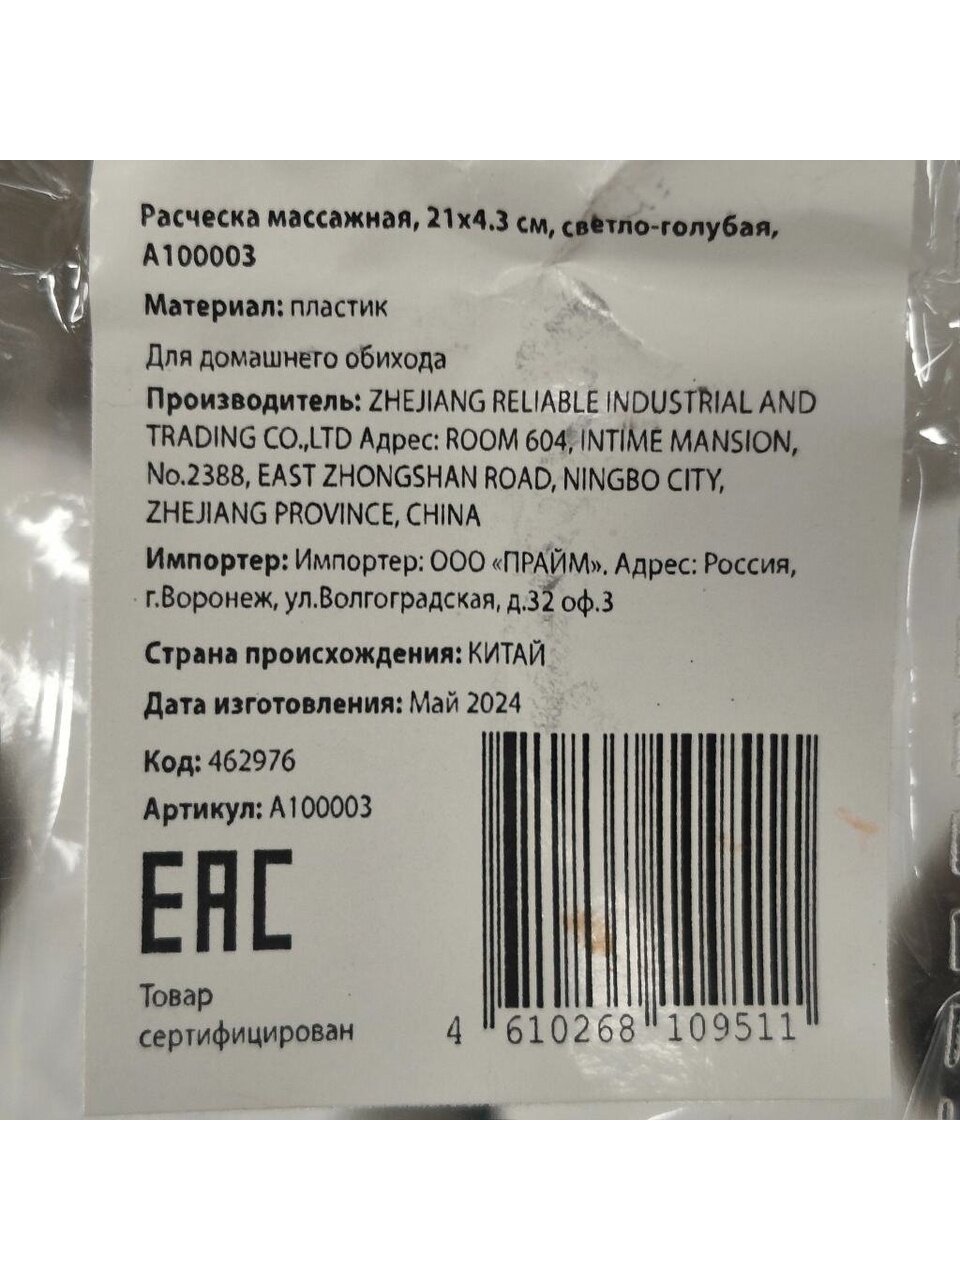 Расческа массажная, 21х4.3 см, светло-голубая,
А100003
Материал: пластик
Для домашнего обихода
Производитель: ZHEJIANG RELIABLE INDUSTRIAL AND
TRADING CO.,LTD Адрес: ROOM 604, INTIME MANSION,
No.2388, EAST ZHONGSHAN ROAD, NINGBO CITY,
ZHEJIANG PROVINCE, CHINA
Импортер: Импортер: ООО «ПРАЙМ». Адрес: Россия,
г.Воронеж, ул.Волгоградская, д.32 оф.3
Страна происхождения: КИТАЙ
Дата изготовления: Май 2024
Код: 462976
Артикул: А100003
ЕАС
Товар
сертифицирован
4 610268 109511